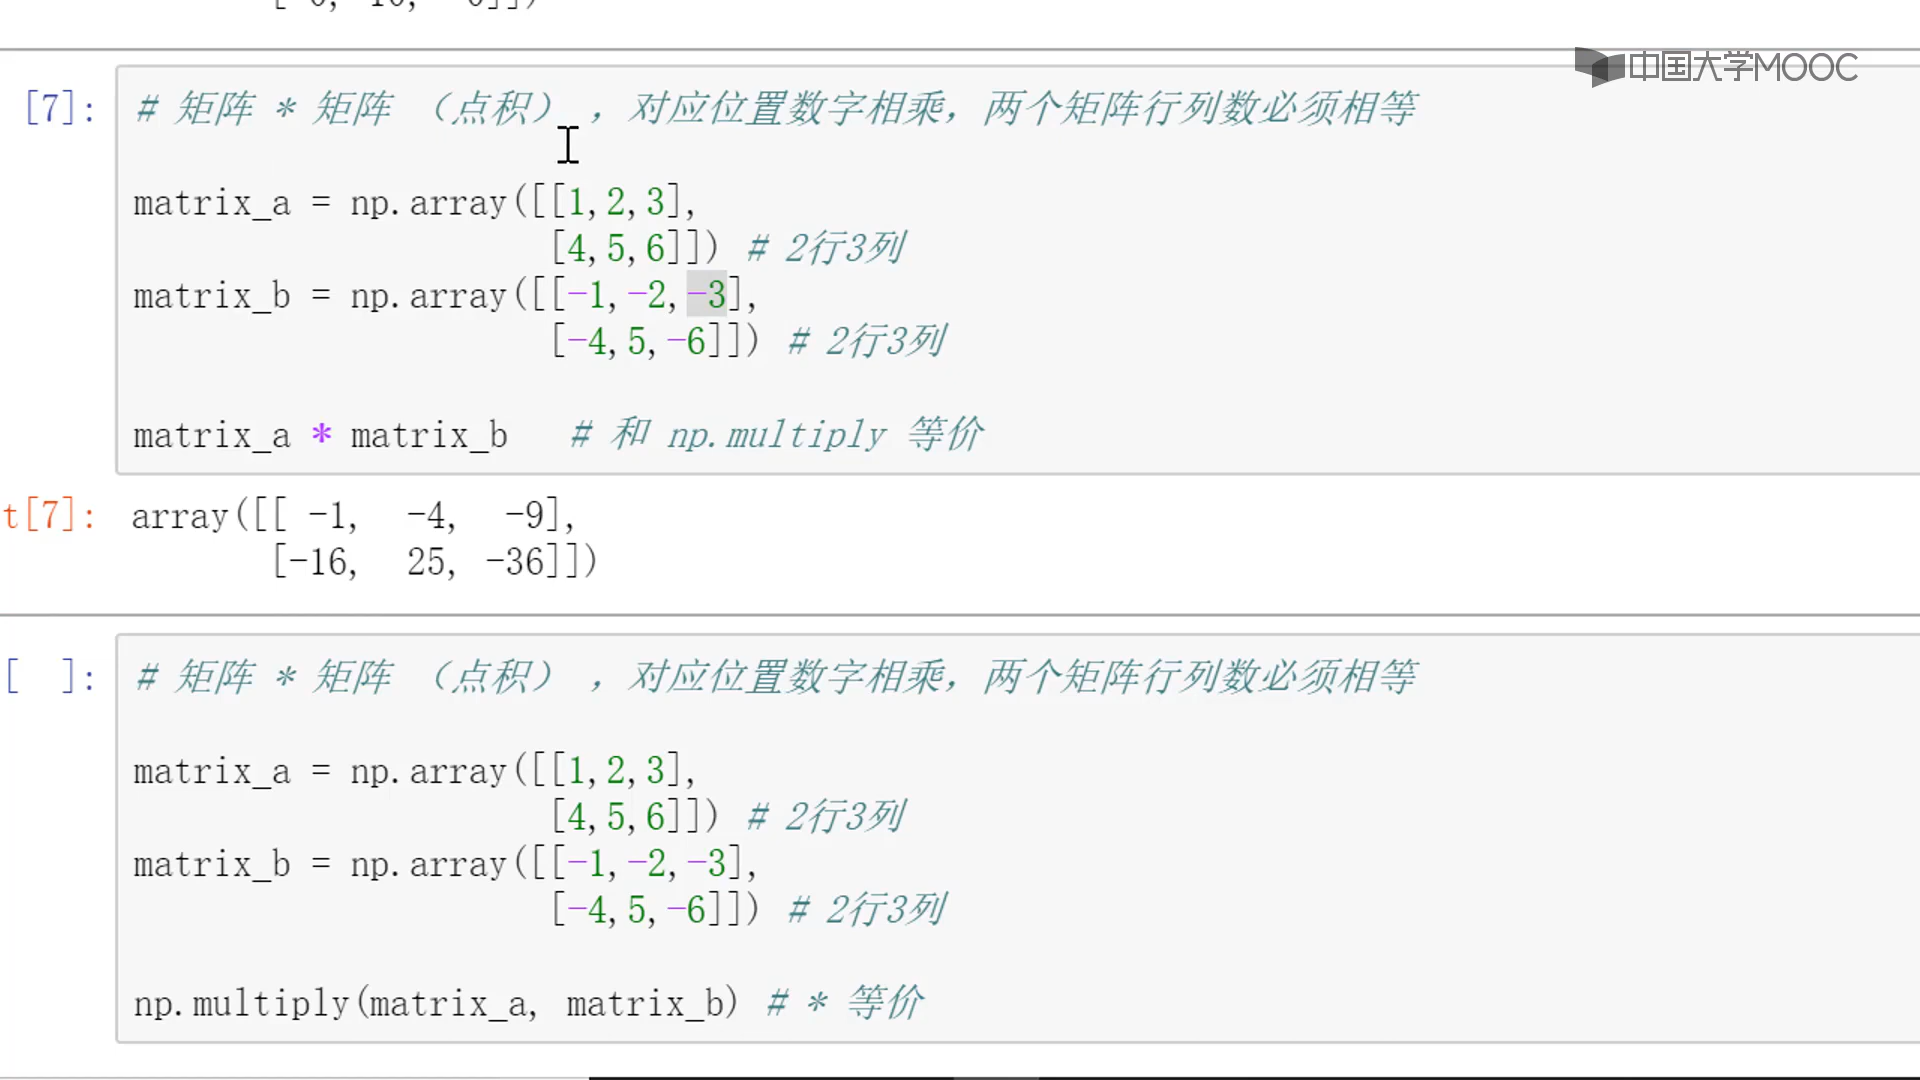 中国大学MOOC
[7]: # 矩阵 * 矩阵 （点积） ，对应位置数字相乘，两个矩阵行列数必须相等
matrix_a = np.array([[1,2,3],
[4,5,6]]) # 2行3列
matrix_b = np.array([[-1,-2,-3],
[-4,5,-6]]) # 2行3列
matrix_a * matrix_b # 和 np.multiply 等价
t[7]: array([[ -1, -4, -9],
[-16, 25, -36]])
[ ]: # 矩阵 * 矩阵 （点积） ，对应位置数字相乘，两个矩阵行列数必须相等
matrix_a = np.array([[1,2,3],
[4,5,6]]) # 2行3列
matrix_b = np.array([[-1,-2,-3],
[-4,5,-6]]) # 2行3列
np.multiply(matrix_a, matrix_b) # * 等价